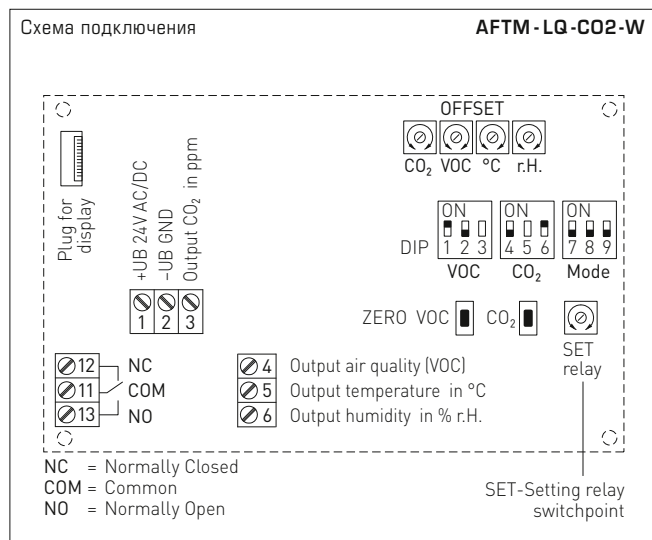 Схема подключения AFTM-LQ-CO2-W
OFFSET
CO₂ VOC °C r.H.
Plug for
display
+UB 24V AC/DC
-UB GND
Output CO₂ in ppm
1 2 3
ON ON ON
DIP 1 2 3 4 5 6 7 8 9
VOC CO₂ Mode
ZERO VOC CO₂
SET
relay
12 NC
11 COM
13 NO
4 Output air quality (VOC)
5 Output temperature in °C
6 Output humidity in % r.H.
NC = Normally Closed
COM = Common
NO = Normally Open
SET-Setting relay
switchpoint